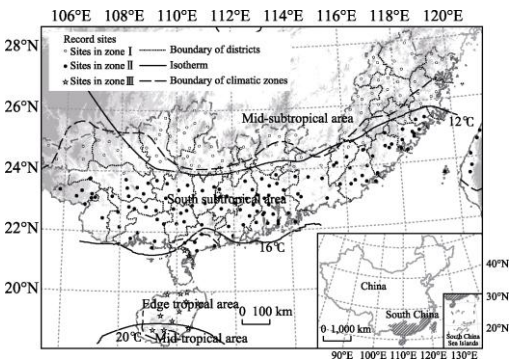 106°E 108°E 110°E 112°E 114°E 116°E 118°E 120°E
28°N
26°N
24°N
22°N
20°N
Record sites
Sites in zone Ⅰ
Sites in zone Ⅱ
Sites in zone Ⅲ
Boundary of districts
Isotherm
Boundary of climatic zones
Mid-subtropical area
12°C
South subtropical area
16°C
Edge tropical area
0 100 km
20°C
Mid-tropical area
China
South China
South China
Sea Islands
0 1,000 km
40°N
30°N
20°N
90°E 100°E 110°E 120°E 130°E